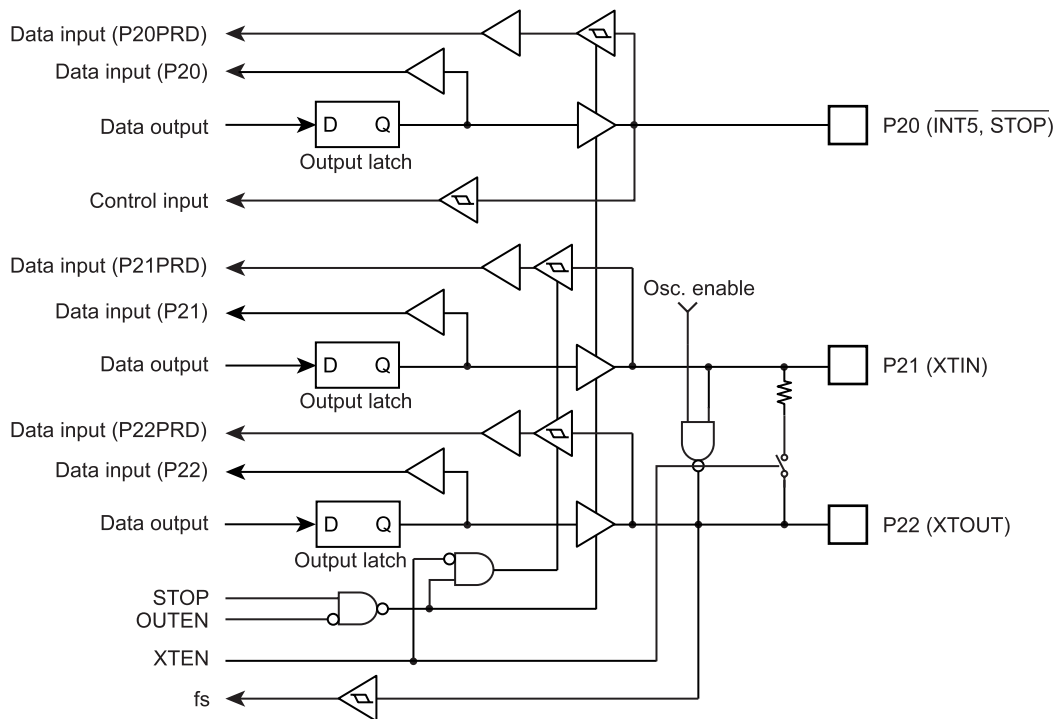 Data input (P20PRD)
Data input (P20)
Data output
D Q
Output latch
P20 (INT5, STOP)
Control input
Data input (P21PRD)
Osc. enable
Data input (P21)
Data output
D Q
Output latch
P21 (XTIN)
Data input (P22PRD)
Data input (P22)
Data output
D Q
Output latch
P22 (XTOUT)
STOP
OUTEN
XTEN
fs